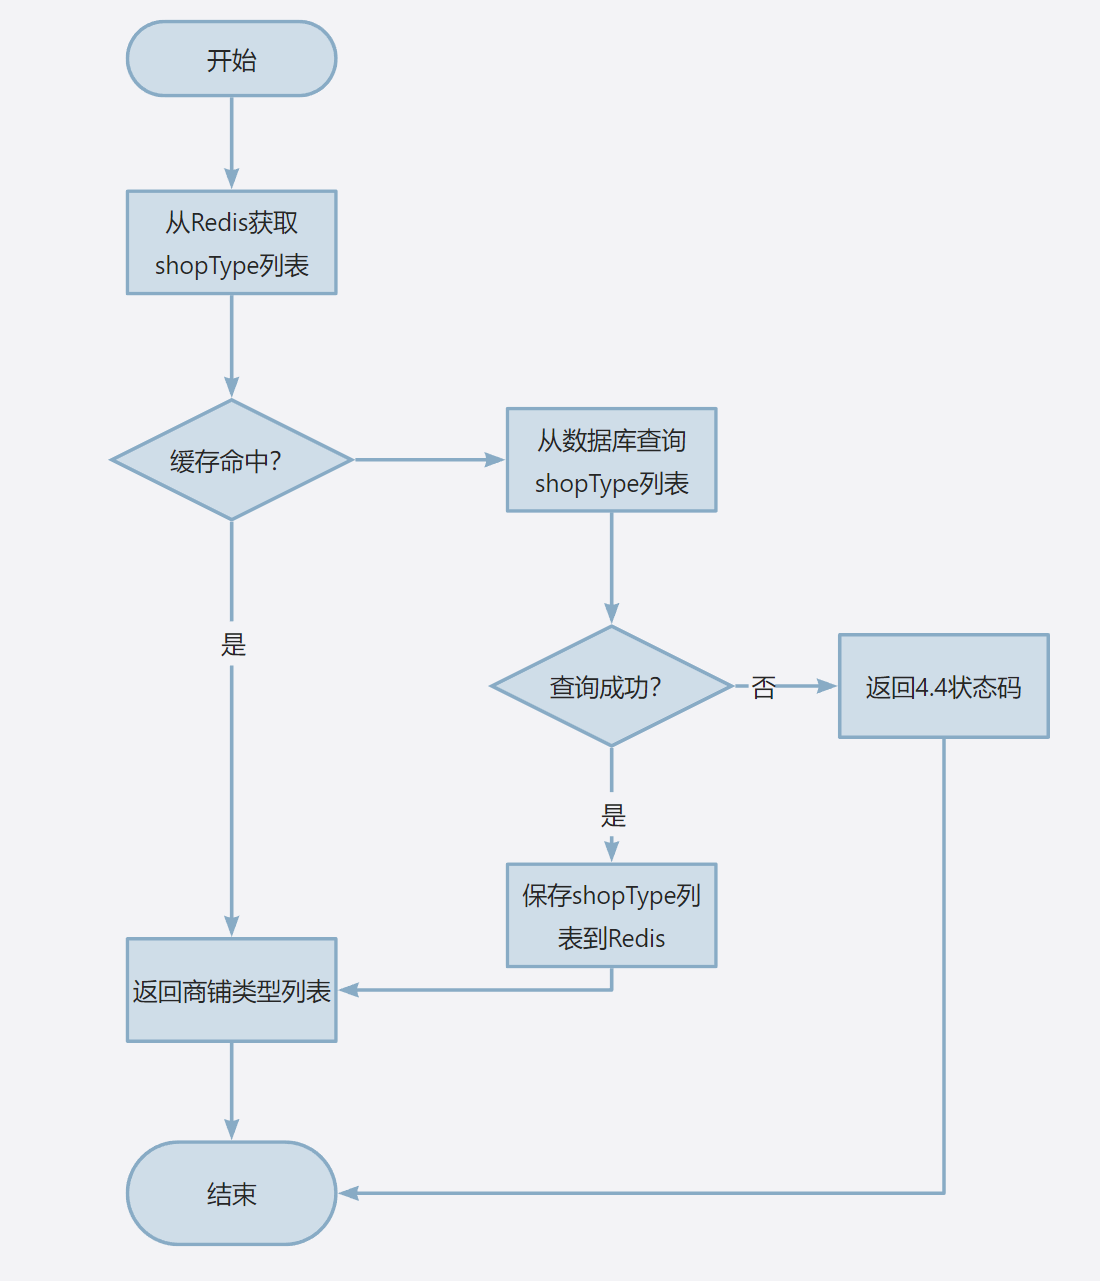 开始
从Redis获取
shopType列表
缓存命中?
从数据库查询
shopType列表
是
查询成功?
否
返回4.4状态码
是
保存shopType列
表到Redis
返回商铺类型列表
结束